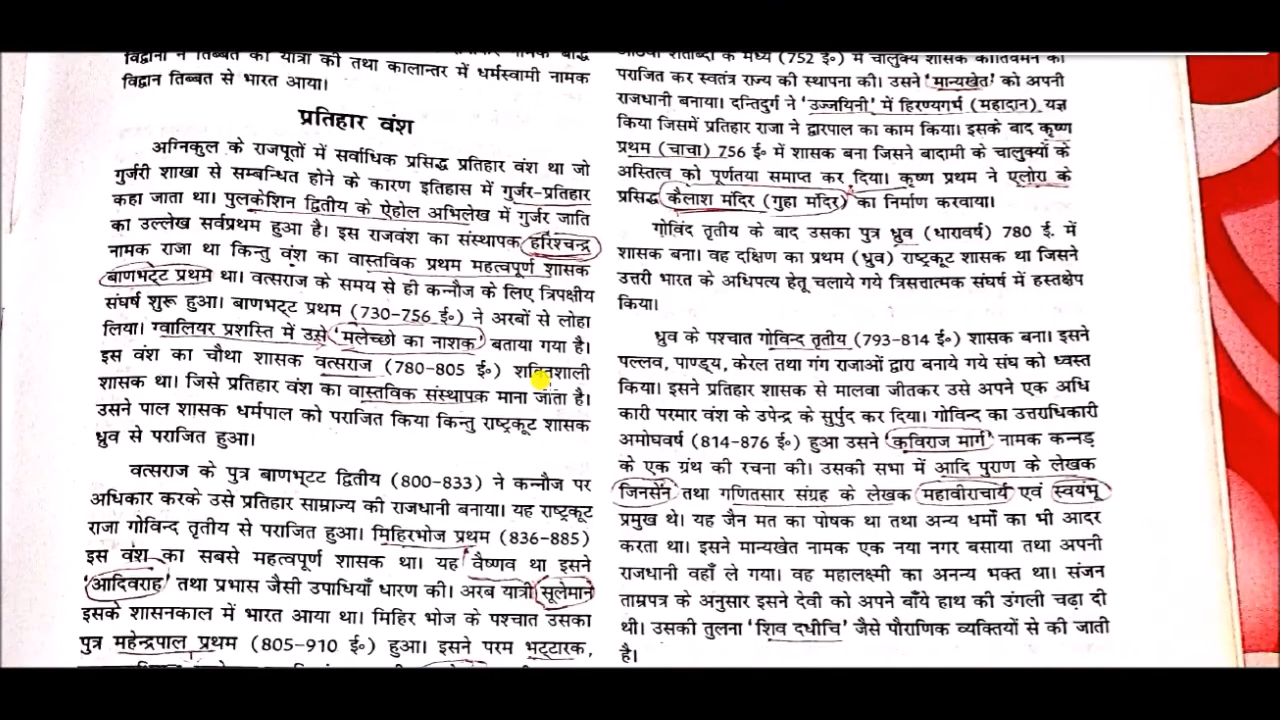 विद्वान तिब्बत से भारत आया।
प्रतिहार वंश
अग्निकुल के राजपूतों में सर्वाधिक प्रसिद्ध प्रतिहार वंश था जो
गुर्जरी शाखा से सम्बन्धित होने के कारण इतिहास में गुर्जर-प्रतिहार
कहा जाता था। पुलकेशिन द्वितीय के ऐहोल अभिलेख में गुर्जर जाति
का उल्लेख सर्वप्रथम हुआ है। इस राजवंश का संस्थापक हरिश्चन्द्र
नामक राजा था किन्तु वंश का वास्तविक प्रथम महत्वपूर्ण शासक
बाणभट्ट प्रथम था। वत्सराज के समय से ही कन्नौज के लिए त्रिपक्षीय
संघर्ष शुरू हुआ। बाणभट्ट प्रथम (730-756 ई०) ने अरबों से लोहा
लिया। ग्वालियर प्रशस्ति में उसे 'मलेच्छो का नाशक' बताया गया है।
इस वंश का चौथा शासक वत्सराज (780-805 ई०) शक्तिशाली
शासक था। जिसे प्रतिहार वंश का वास्तविक संस्थापक माना जाता है।
उसने पाल शासक धर्मपाल को पराजित किया किन्तु राष्ट्रकूट शासक
ध्रुव से पराजित हुआ।
वत्सराज के पुत्र बाणभट्ट द्वितीय (800-833) ने कन्नौज पर
अधिकार करके उसे प्रतिहार साम्राज्य की राजधानी बनाया। यह राष्ट्रकूट
राजा गोविन्द तृतीय से पराजित हुआ। मिहिरभोज प्रथम (836-885)
इस वंश का सबसे महत्वपूर्ण शासक था। यह वैष्णव था इसने
'आदिवराह' तथा प्रभास जैसी उपाधियाँ धारण की। अरब यात्री सूलेमान
इसके शासनकाल में भारत आया था। मिहिर भोज के पश्चात उसका
पुत्र महेन्द्रपाल प्रथम (805-910 ई०) हुआ। इसने परम भट्टारक,
शताब्दी के मध्य (752 ई०) में चालुक्य शासक कीर्तिवमन को
पराजित कर स्वतंत्र राज्य की स्थापना की। उसने 'मान्यखेत' को अपनी
राजधानी बनाया। दन्तिदुर्ग ने 'उज्जयिनी' में हिरण्यगर्भ (महादान) यज्ञ
किया जिसमें प्रतिहार राजा ने द्वारपाल का काम किया। इसके बाद कृष्ण
प्रथम (चाचा) 756 ई० में शासक बना जिसने बादामी के चालुक्यों के
अस्तित्व को पूर्णतया समाप्त कर दिया। कृष्ण प्रथम ने एलोरा के
प्रसिद्ध कैलाश मंदिर (गुहा मंदिर) का निर्माण करवाया।
गोविंद तृतीय के बाद उसका पुत्र ध्रुव (धारावर्ष) 780 ई. में
शासक बना। वह दक्षिण का प्रथम (ध्रुव) राष्ट्रकूट शासक था जिसने
उत्तरी भारत के अधिपत्य हेतु चलाये गये त्रिसत्तात्मक संघर्ष में हस्तक्षेप
किया।
ध्रुव के पश्चात गोविन्द तृतीय (793-814 ई०) शासक बना। इसने
पल्लव, पाण्ड्य, केरल तथा गंग राजाओं द्वारा बनाये गये संघ को ध्वस्त
किया। इसने प्रतिहार शासक से मालवा जीतकर उसे अपने एक अधि
कारी परमार वंश के उपेन्द्र के सुर्पुद कर दिया। गोविन्द का उत्तराधिकारी
अमोघवर्ष (814-876 ई०) हुआ उसने 'कविराज मार्ग' नामक कन्नड़
के एक ग्रंथ की रचना की। उसकी सभा में आदि पुराण के लेखक
जिनसेन तथा गणितसार संग्रह के लेखक महावीराचार्य एवं स्वयंभू
प्रमुख थे। यह जैन मत का पोषक था तथा अन्य धर्मों का भी आदर
करता था। इसने मान्यखेत नामक एक नया नगर बसाया तथा अपनी
राजधानी वहाँ ले गया। वह महालक्ष्मी का अनन्य भक्त था। संजन
ताम्रपत्र के अनुसार इसने देवी को अपने बाँये हाथ की उंगली चढ़ा दी
थी। उसकी तुलना 'शिव दधीचि' जैसे पौराणिक व्यक्तियों से की जाती
है।